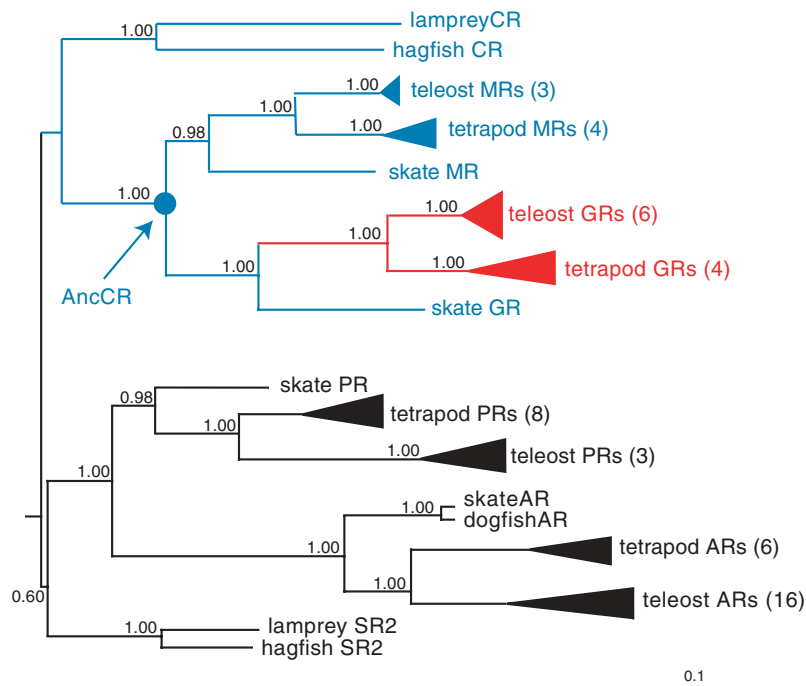 lampreyCR
1.00
hagfish CR
1.00
teleost MRs (3)
1.00
1.00
tetrapod MRs (4)
0.98
skate MR
1.00
1.00
teleost GRs (6)
1.00
1.00
tetrapod GRs (4)
1.00
AncCR
skate GR
skate PR
0.98
tetrapod PRs (8)
1.00
1.00
teleost PRs (3)
1.00
skateAR
1.00
dogfishAR
tetrapod ARs (6)
1.00
1.00
teleost ARs (16)
0.60
lamprey SR2
1.00
hagfish SR2
0.1